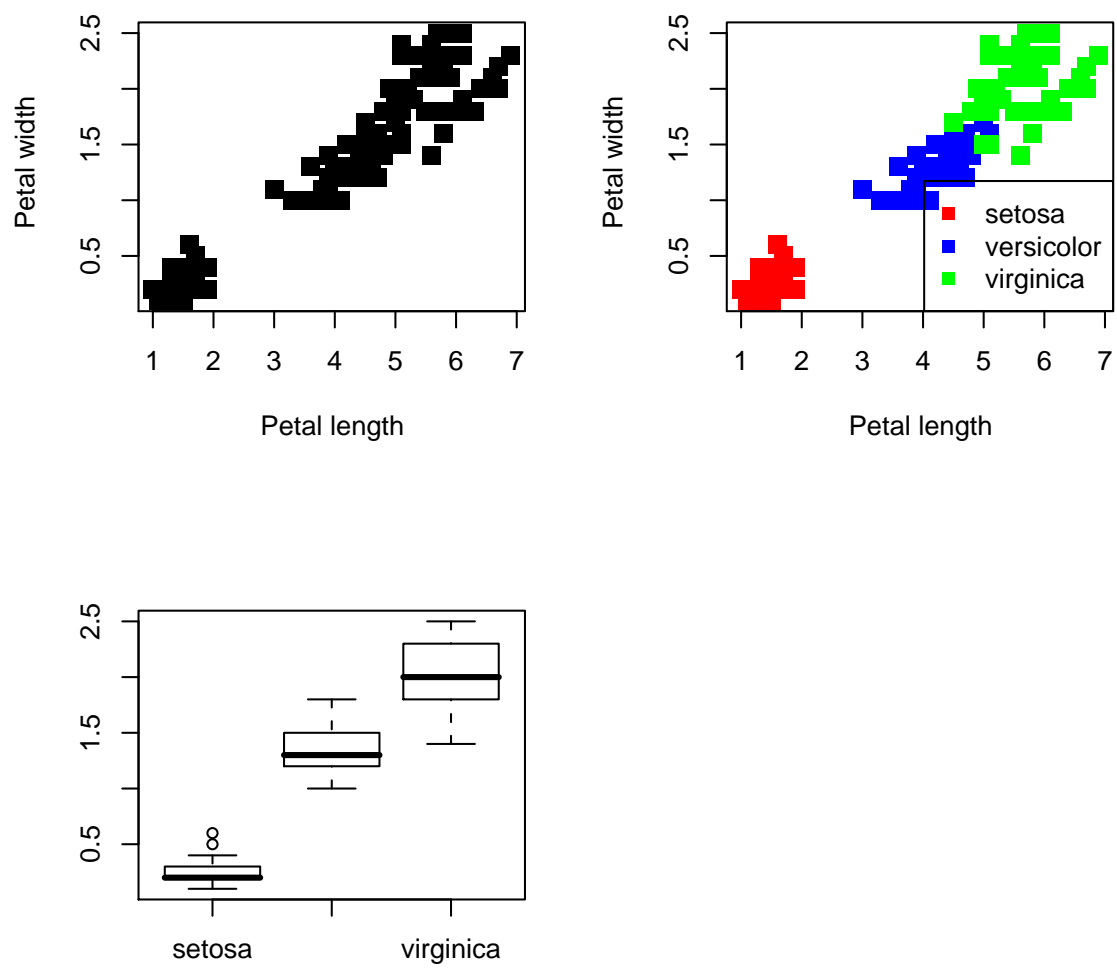 Petal width
2.5
1.5
0.5
1 2 3 4 5 6 7
Petal length
Petal width
2.5
1.5
0.5
setosa
versicolor
virginica
1 2 3 4 5 6 7
Petal length
2.5
1.5
0.5
setosa virginica